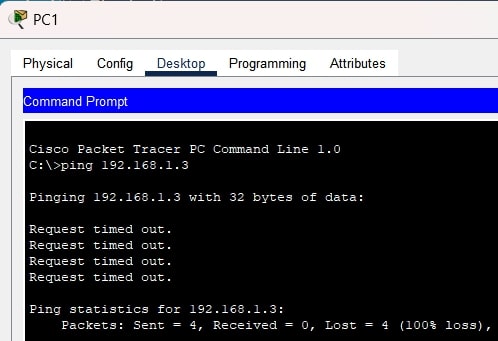 PC1
Physical Config Desktop Programming Attributes
Command Prompt
Cisco Packet Tracer PC Command Line 1.0
C:\>ping 192.168.1.3
Pinging 192.168.1.3 with 32 bytes of data:
Request timed out.
Request timed out.
Request timed out.
Request timed out.
Ping statistics for 192.168.1.3:
Packets: Sent = 4, Received = 0, Lost = 4 (100% loss),